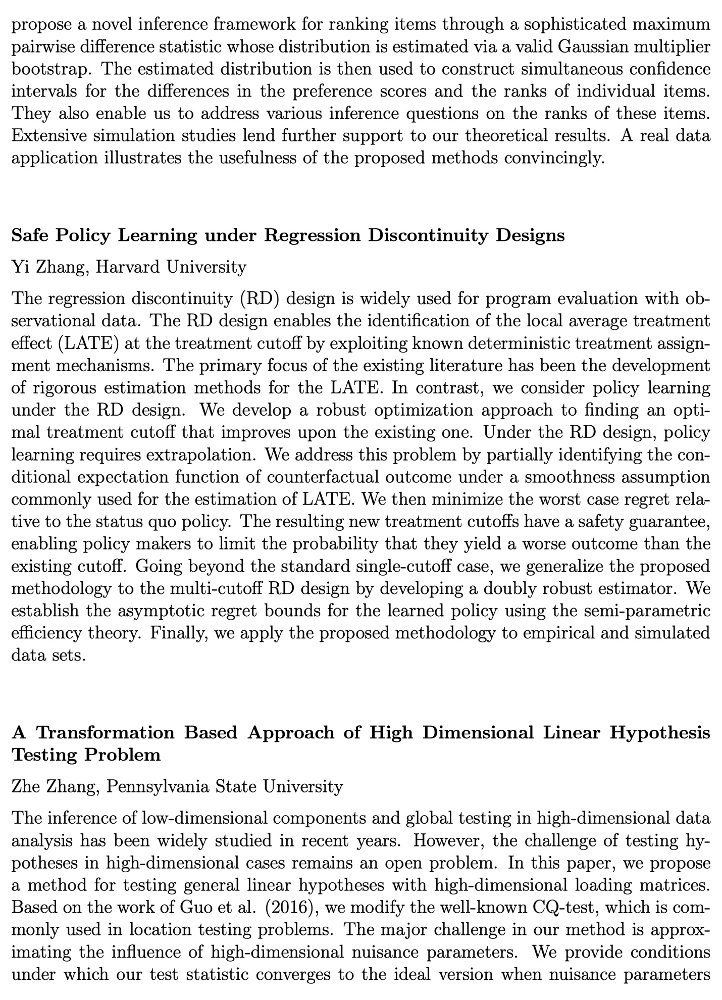 propose a novel inference framework for ranking items through a sophisticated maximum
pairwise difference statistic whose distribution is estimated via a valid Gaussian multiplier
bootstrap. The estimated distribution is then used to construct simultaneous confidence
intervals for the differences in the preference scores and the ranks of individual items.
They also enable us to address various inference questions on the ranks of these items.
Extensive simulation studies lend further support to our theoretical results. A real data
application illustrates the usefulness of the proposed methods convincingly.
Safe Policy Learning under Regression Discontinuity Designs
Yi Zhang, Harvard University
The regression discontinuity (RD) design is widely used for program evaluation with ob-
servational data. The RD design enables the identification of the local average treatment
effect (LATE) at the treatment cutoff by exploiting known deterministic treatment assign-
ment mechanisms. The primary focus of the existing literature has been the development
of rigorous estimation methods for the LATE. In contrast, we consider policy learning
under the RD design. We develop a robust optimization approach to finding an opti-
mal treatment cutoff that improves upon the existing one. Under the RD design, policy
learning requires extrapolation. We address this problem by partially identifying the con-
ditional expectation function of counterfactual outcome under a smoothness assumption
commonly used for the estimation of LATE. We then minimize the worst case regret rela-
tive to the status quo policy. The resulting new treatment cutoffs have a safety guarantee,
enabling policy makers to limit the probability that they yield a worse outcome than the
existing cutoff. Going beyond the standard single-cutoff case, we generalize the proposed
methodology to the multi-cutoff RD design by developing a doubly robust estimator. We
establish the asymptotic regret bounds for the learned policy using the semi-parametric
efficiency theory. Finally, we apply the proposed methodology to empirical and simulated
data sets.
A Transformation Based Approach of High Dimensional Linear Hypothesis
Testing Problem
Zhe Zhang, Pennsylvania State University
The inference of low-dimensional components and global testing in high-dimensional data
analysis has been widely studied in recent years. However, the challenge of testing hy-
potheses in high-dimensional cases remains an open problem. In this paper, we propose
a method for testing general linear hypotheses with high-dimensional loading matrices.
Based on the work of Guo et al. (2016), we modify the well-known CQ-test, which is com-
monly used in location testing problems. The major challenge in our method is approx-
imating the influence of high-dimensional nuisance parameters. We provide conditions
under which our test statistic converges to the ideal version when nuisance parameters